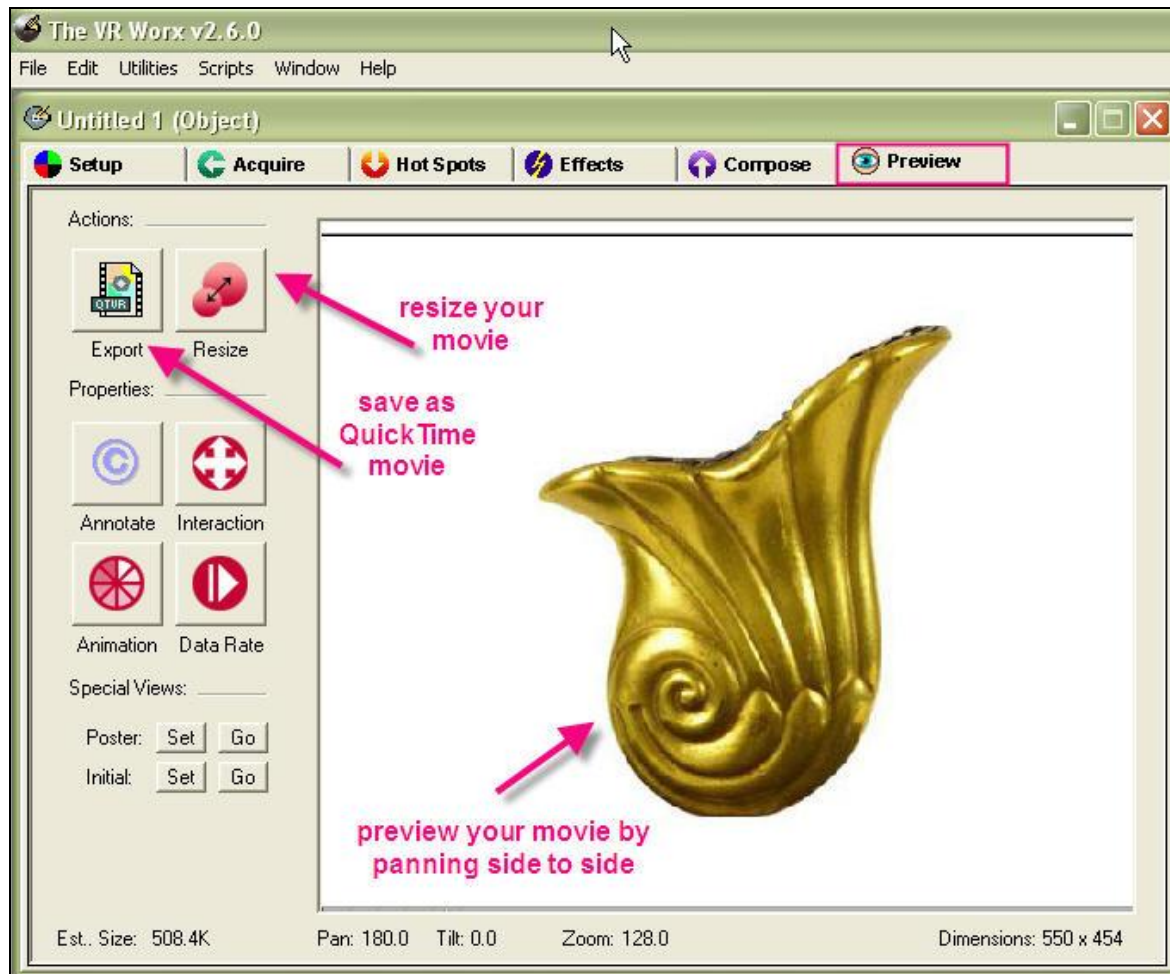 The VR Worx v2.6.0
File Edit Utilities Scripts Window Help
Untitled 1 (Object)
Setup Acquire Hot Spots Effects Compose Preview
Actions:
QTVR
Export Resize
resize your
movie
Properties:
save as
QuickTime
movie
©
Annotate Interaction
Animation Data Rate
Special Views:
Poster: Set Go
Initial: Set Go
preview your movie by
panning side to side
Est.. Size: 508.4K Pan: 180.0 Tilt: 0.0 Zoom: 128.0 Dimensions: 550 x 454